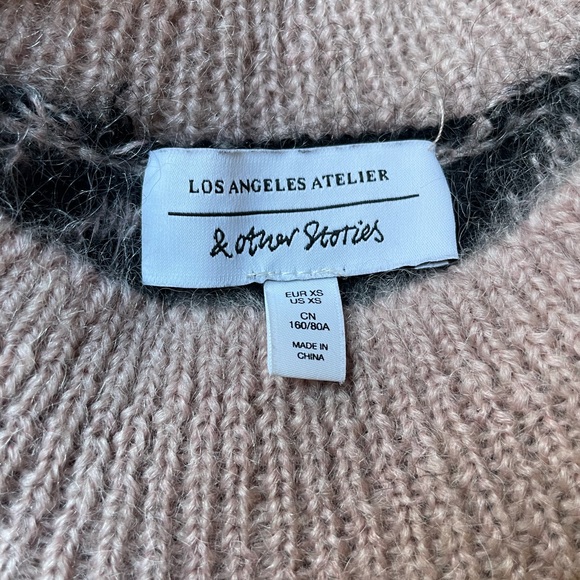 LOS ANGELES ATELIER
& other Stories
EUR XS
US XS
CN
160/80A
MADE IN
CHINA